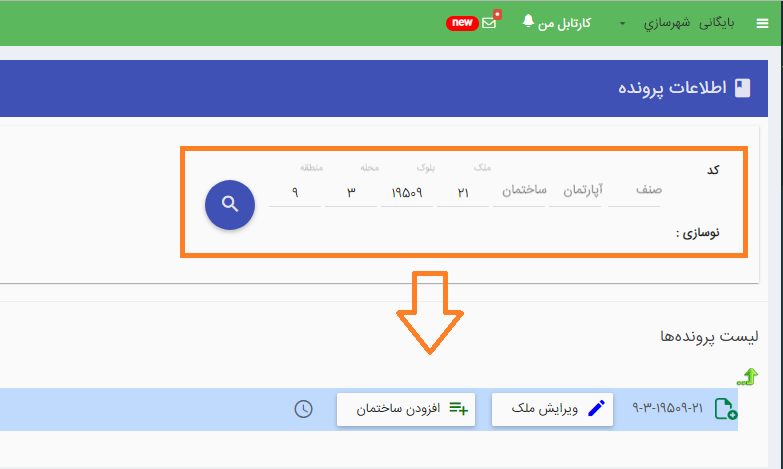 بایگانی شهرسازي کارتابل من new
اطلاعات پرونده
کد
نوسازی :
صنف آپارتمان ساختمان ملک ۲۱ بلوک ۱۹۵۰۹ محله ۳ منطقه ۹
لیست پرونده‌ها
۹-۳-۱۹۵۰۹-۲۱ ویرایش ملک افزودن ساختمان